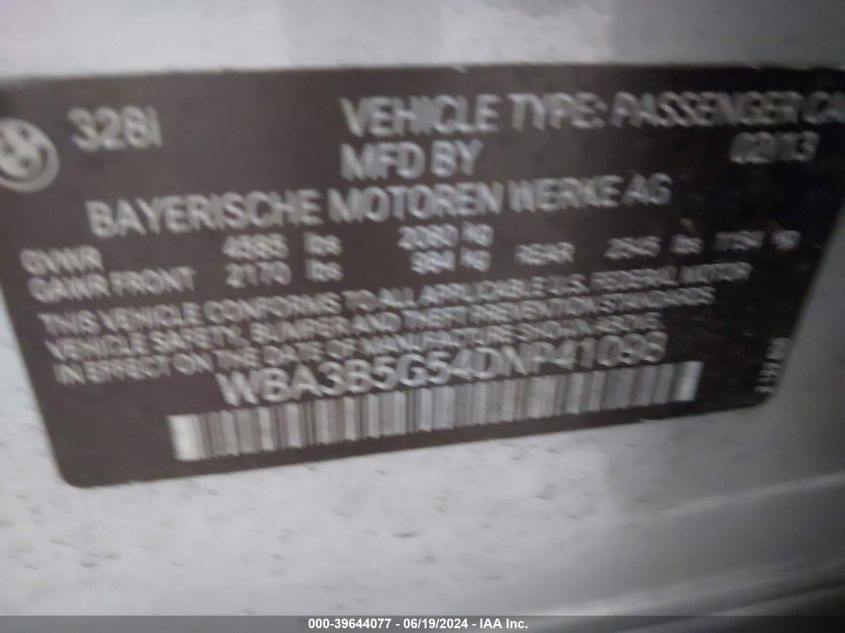 328i
VEHICLE TYPE: PASSENGER CA
MFD BY
02/13
BAYERISCHE MOTOREN WERKE AG
GVWR 4585 lbs 2080 kg
GAWR FRONT 2170 lbs 984 kg REAR 2645 lbs kg
THIS VEHICLE CONFORMS TO ALL APPLICABLE U.S. FEDERAL MOTOR
VEHICLE SAFETY, BUMPER AND THEFT PREVENTION STANDARDS
IN EFFECT ON THE DATE OF MANUFACTURE SHOWN ABOVE.
WBA3B5G54DNP41098
000-39644077 - 06/19/2024 - IAA Inc.